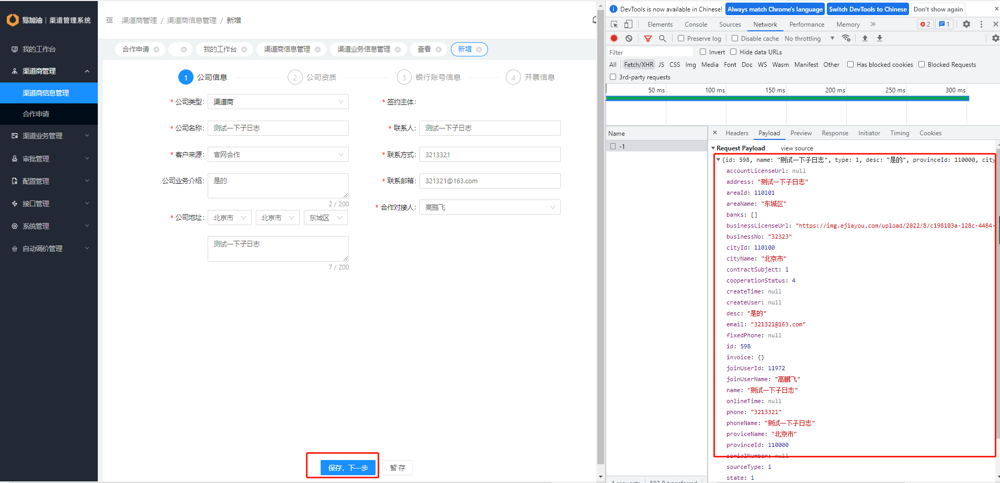 易加油 | 渠道管理系统
我的工作台
渠道商管理
渠道商信息管理
合作申请
渠道业务管理
审批管理
配置管理
接口管理
系统管理
自动调价管理
渠道商管理 / 渠道商信息管理 / 新增
合作申请
我的工作台
渠道商信息管理
渠道业务信息管理
查看
新增
1 公司信息
2 公司资质
3 银行账号信息
4 开票信息
* 公司类型: 渠道商
* 签约主体:
* 公司名称: 测试一下子日志
* 联系人: 测试一下子日志
* 客户来源: 官网合作
* 联系方式: 3213321
公司业务介绍: 是的
2 / 200
* 联系邮箱: 321321@163.com
* 合作对接人: 高鹏飞
* 公司地址: 北京市 北京市 东城区
测试一下子日志
7 / 200
保存，下一步
暂 存
DevTools is now available in Chinese! Always match Chrome's language Switch DevTools to Chinese Don't show again
Elements Console Sources Network Performance Memory 2 1
Preserve log Disable cache No throttling
Filter Invert Hide data URLs
All Fetch/XHR JS CSS Img Media Font Doc WS Wasm Manifest Other Has blocked cookies Blocked Requests
3rd-party requests
50 ms 100 ms 150 ms 200 ms 250 ms 300 ms
Name
-1
Headers Payload Preview Response Initiator Timing Cookies
Request Payload view source
{id: 598, name: "测试一下子日志", type: 1, desc: "是的", provinceId: 110000, city
accountLicenseUrl: null
address: "测试一下子日志"
areaId: 110101
areaName: "东城区"
banks: []
businessLicenseUrl: "https://img.ejiayou.com/upload/2022/8/c198103a-128c-4484-
businessNo: "32323"
cityId: 110100
cityName: "北京市"
contractSubject: 1
cooperationStatus: 4
createTime: null
createUser: null
desc: "是的"
email: "321321@163.com"
fixedPhone: null
id: 598
invoice: {}
joinUserId: 11972
joinUserName: "高鹏飞"
name: "测试一下子日志"
onlineTime: null
phone: "3213321"
phoneName: "测试一下子日志"
proviceName: "北京市"
provinceId: 110000
serialNumber: null
sourceType: 1
state: 1
1 requests 593 B transferred